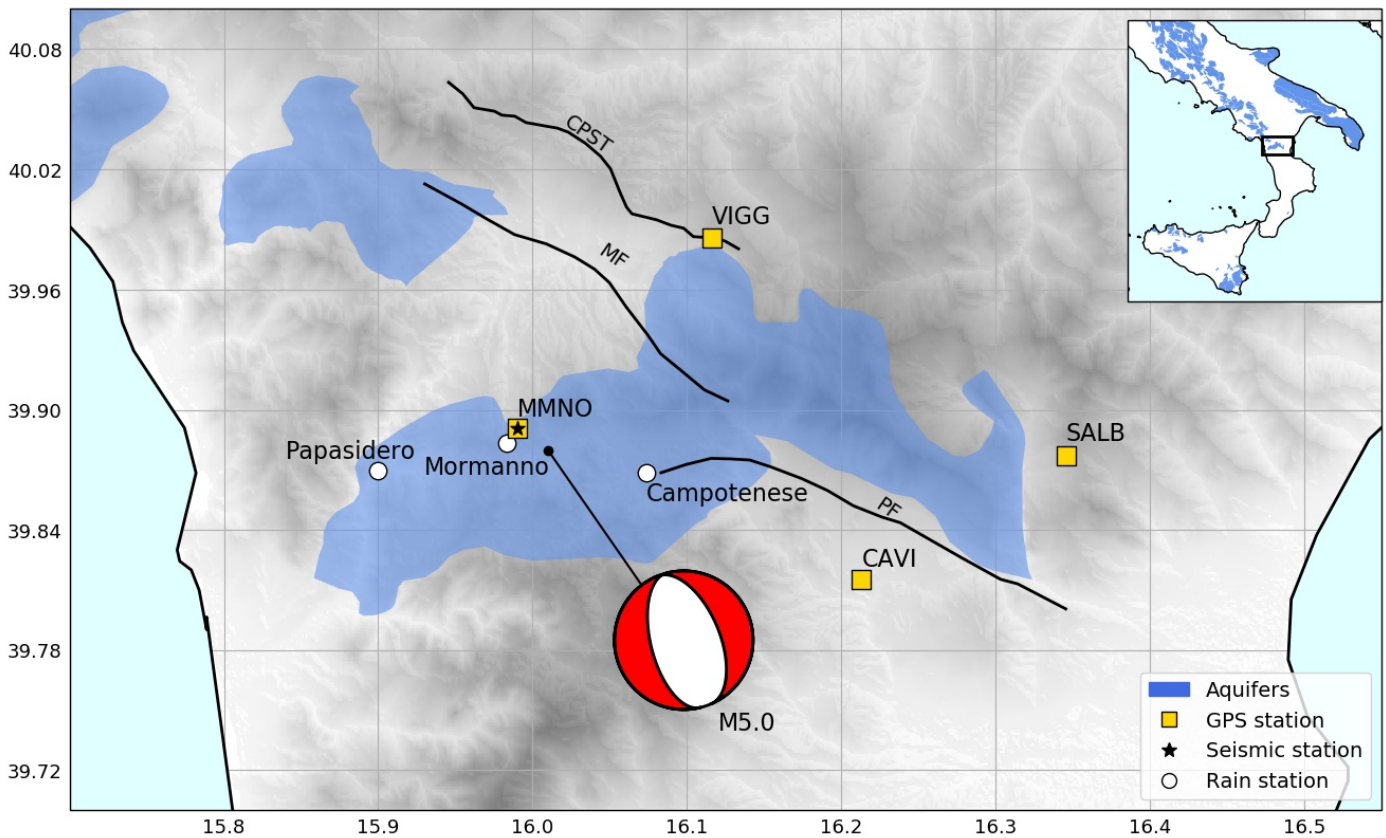 40.08
40.02
39.96
39.90
39.84
39.78
39.72
CPST
VIGG
MF
MMNO
Papasidero
Mormanno
Campotenese
SALB
PF
CAVI
M5.0
Aquifers
GPS station
Seismic station
Rain station
15.8
15.9
16.0
16.1
16.2
16.3
16.4
16.5